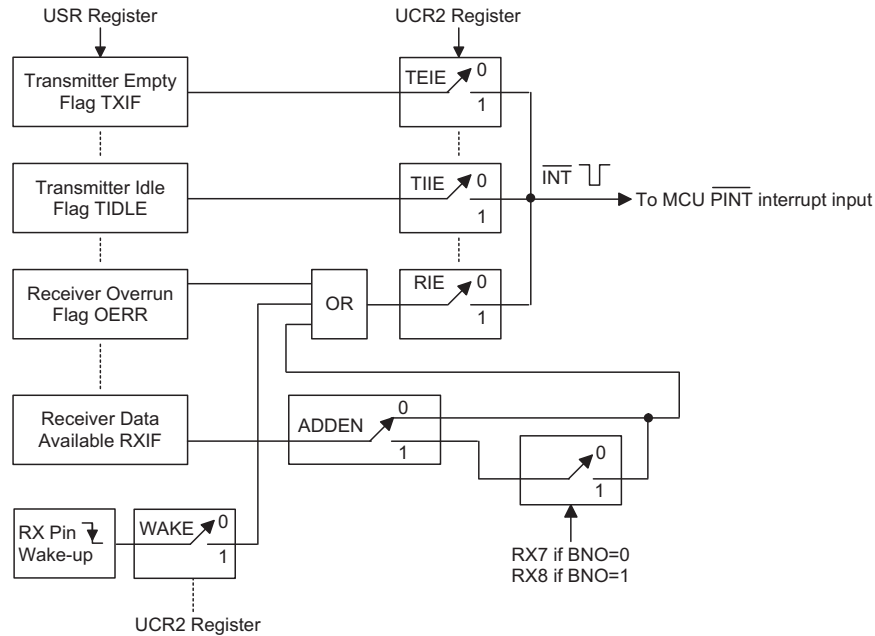 USR Register
UCR2 Register
Transmitter Empty
Flag TXIF
TEIE
0
1
Transmitter Idle
Flag TIDLE
TIIE
0
1
INT
To MCU PINT interrupt input
Receiver Overrun
Flag OERR
OR
RIE
0
1
Receiver Data
Available RXIF
ADDEN
0
1
0
1
RX Pin
Wake-up
WAKE
0
1
RX7 if BNO=0
RX8 if BNO=1
UCR2 Register